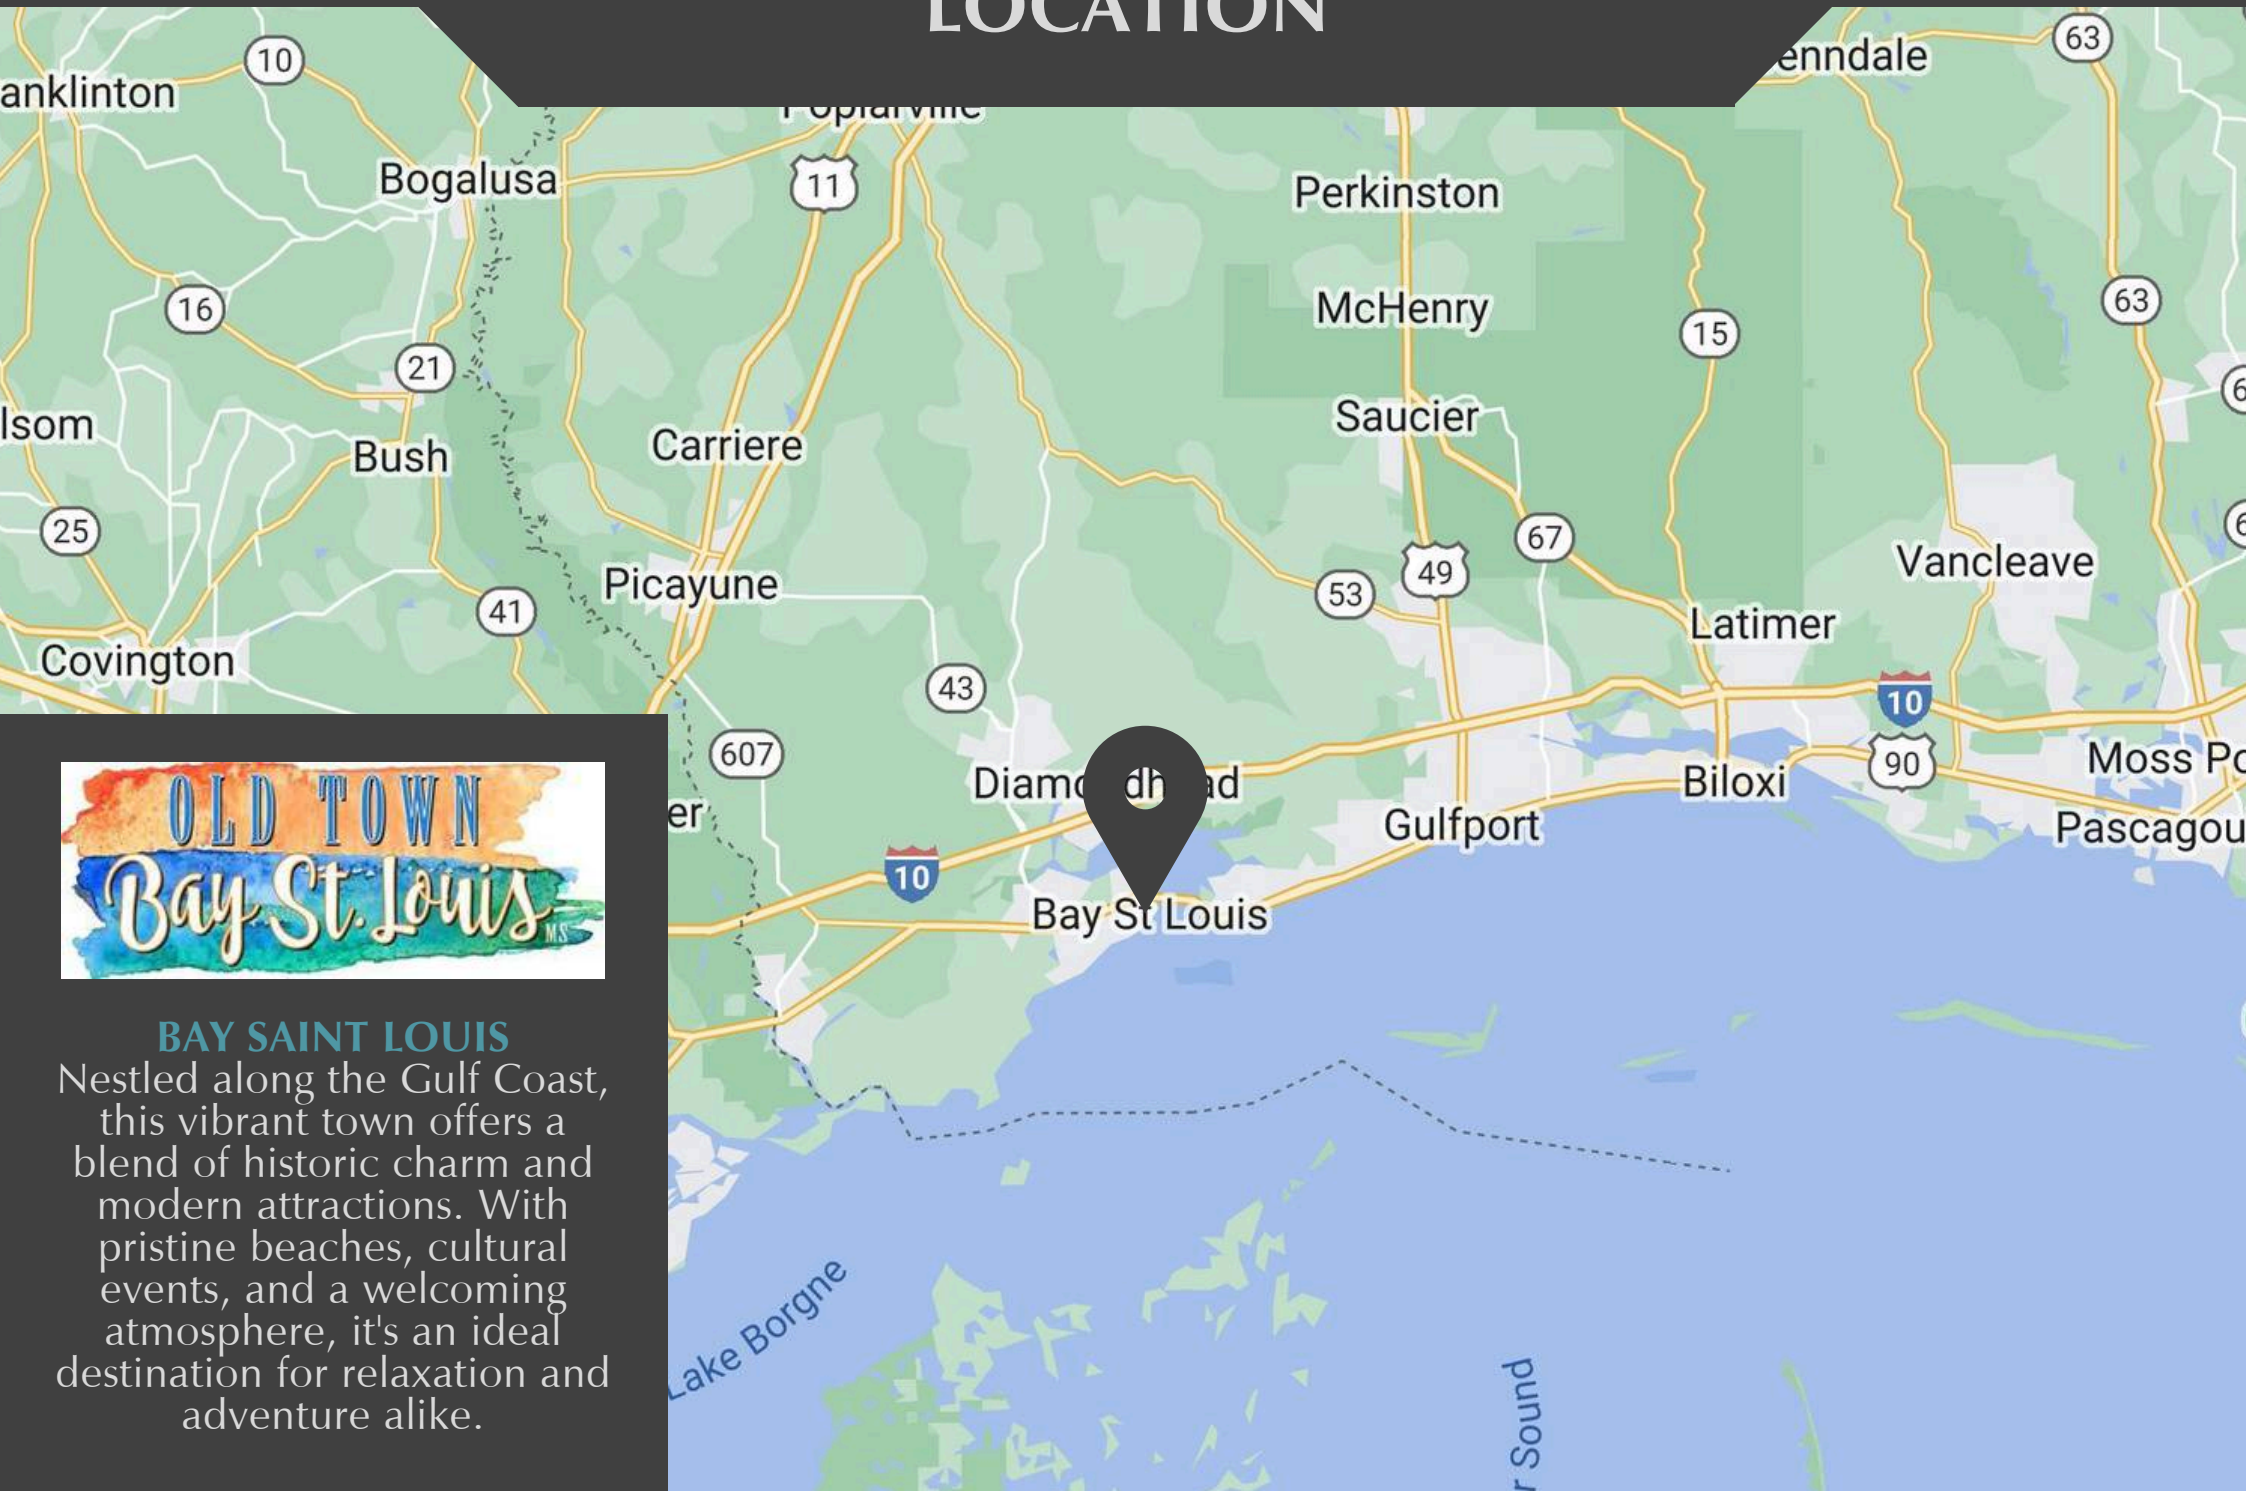 LOCATION
63
enndale
10
anklinton
Poplarville
Bogalusa
11
Perkinston
16
McHenry
63
15
21
lsom
Saucier
Bush
Carriere
25
67
49
Vancleave
Picayune
53
41
Latimer
Covington
43
10
607
90
Moss Po
Diamondhead
Biloxi
er
Gulfport
Pascagou
10
Bay St Louis
OLD TOWN
Bay St. Louis
MS
BAY SAINT LOUIS
Nestled along the Gulf Coast,
this vibrant town offers a
blend of historic charm and
modern attractions. With
pristine beaches, cultural
events, and a welcoming
atmosphere, it's an ideal
destination for relaxation and
adventure alike.
Lake Borgne
r Sound